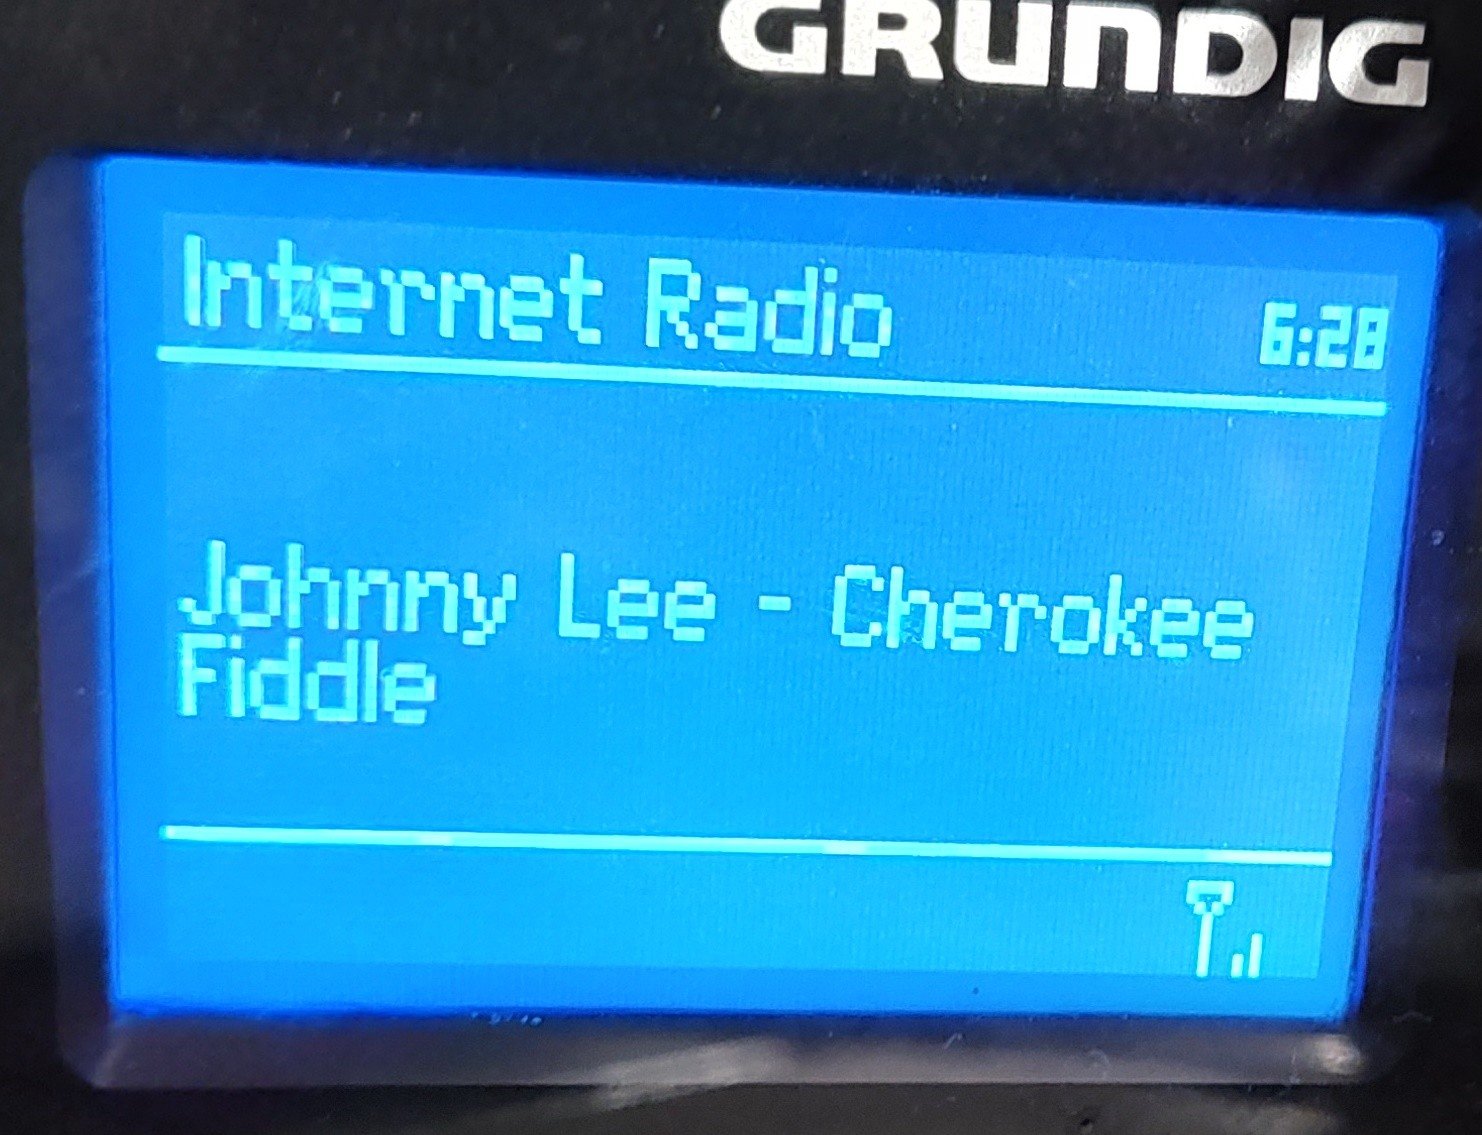 GRUNDIG
Internet Radio 6:28
Johnny Lee - Cherokee
Fiddle